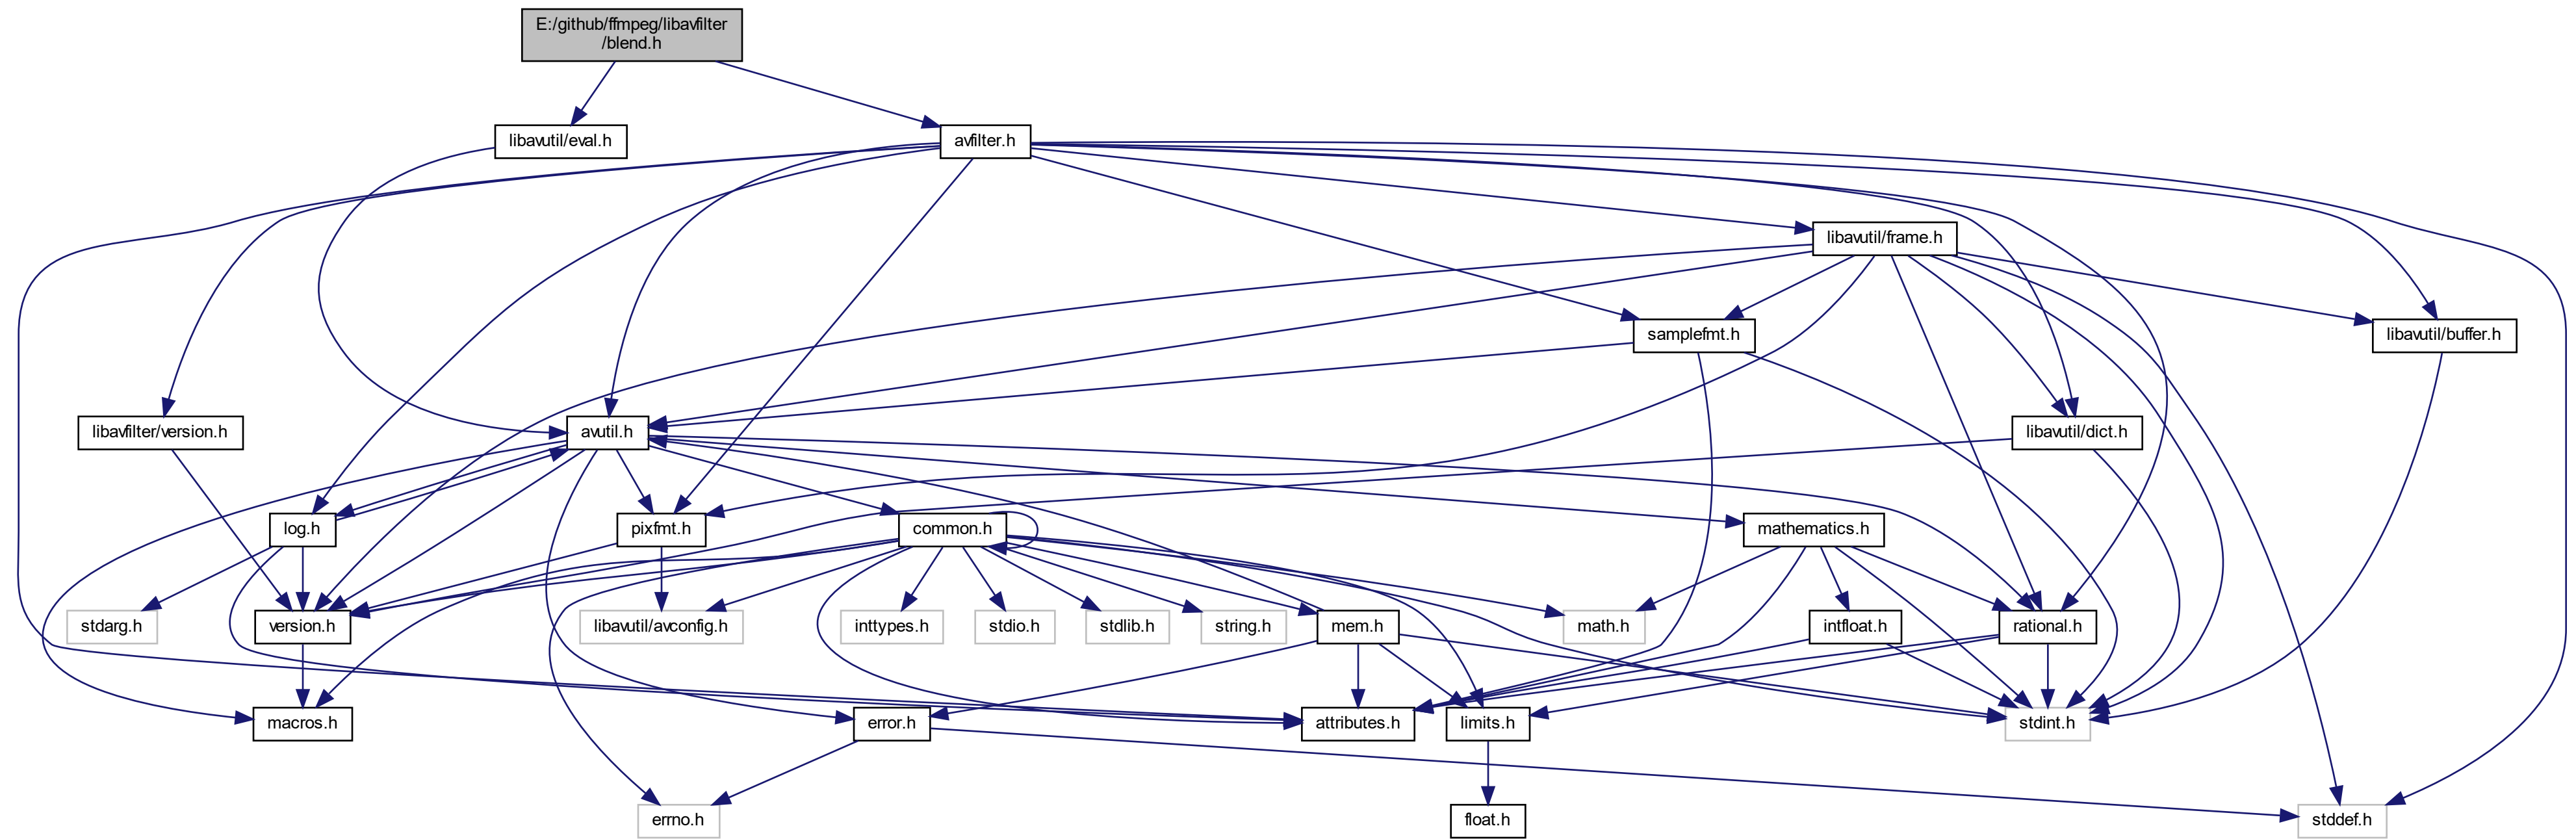 E:/github/ffmpeg/libavfilter
/blend.h
libavutil/eval.h
avfilter.h
libavutil/frame.h
samplefmt.h
libavutil/buffer.h
libavfilter/version.h
avutil.h
libavutil/dict.h
log.h
pixfmt.h
common.h
mathematics.h
stdarg.h
version.h
libavutil/avconfig.h
inttypes.h
stdio.h
stdlib.h
string.h
mem.h
math.h
intfloat.h
rational.h
macros.h
error.h
attributes.h
limits.h
stdint.h
errno.h
float.h
stddef.h